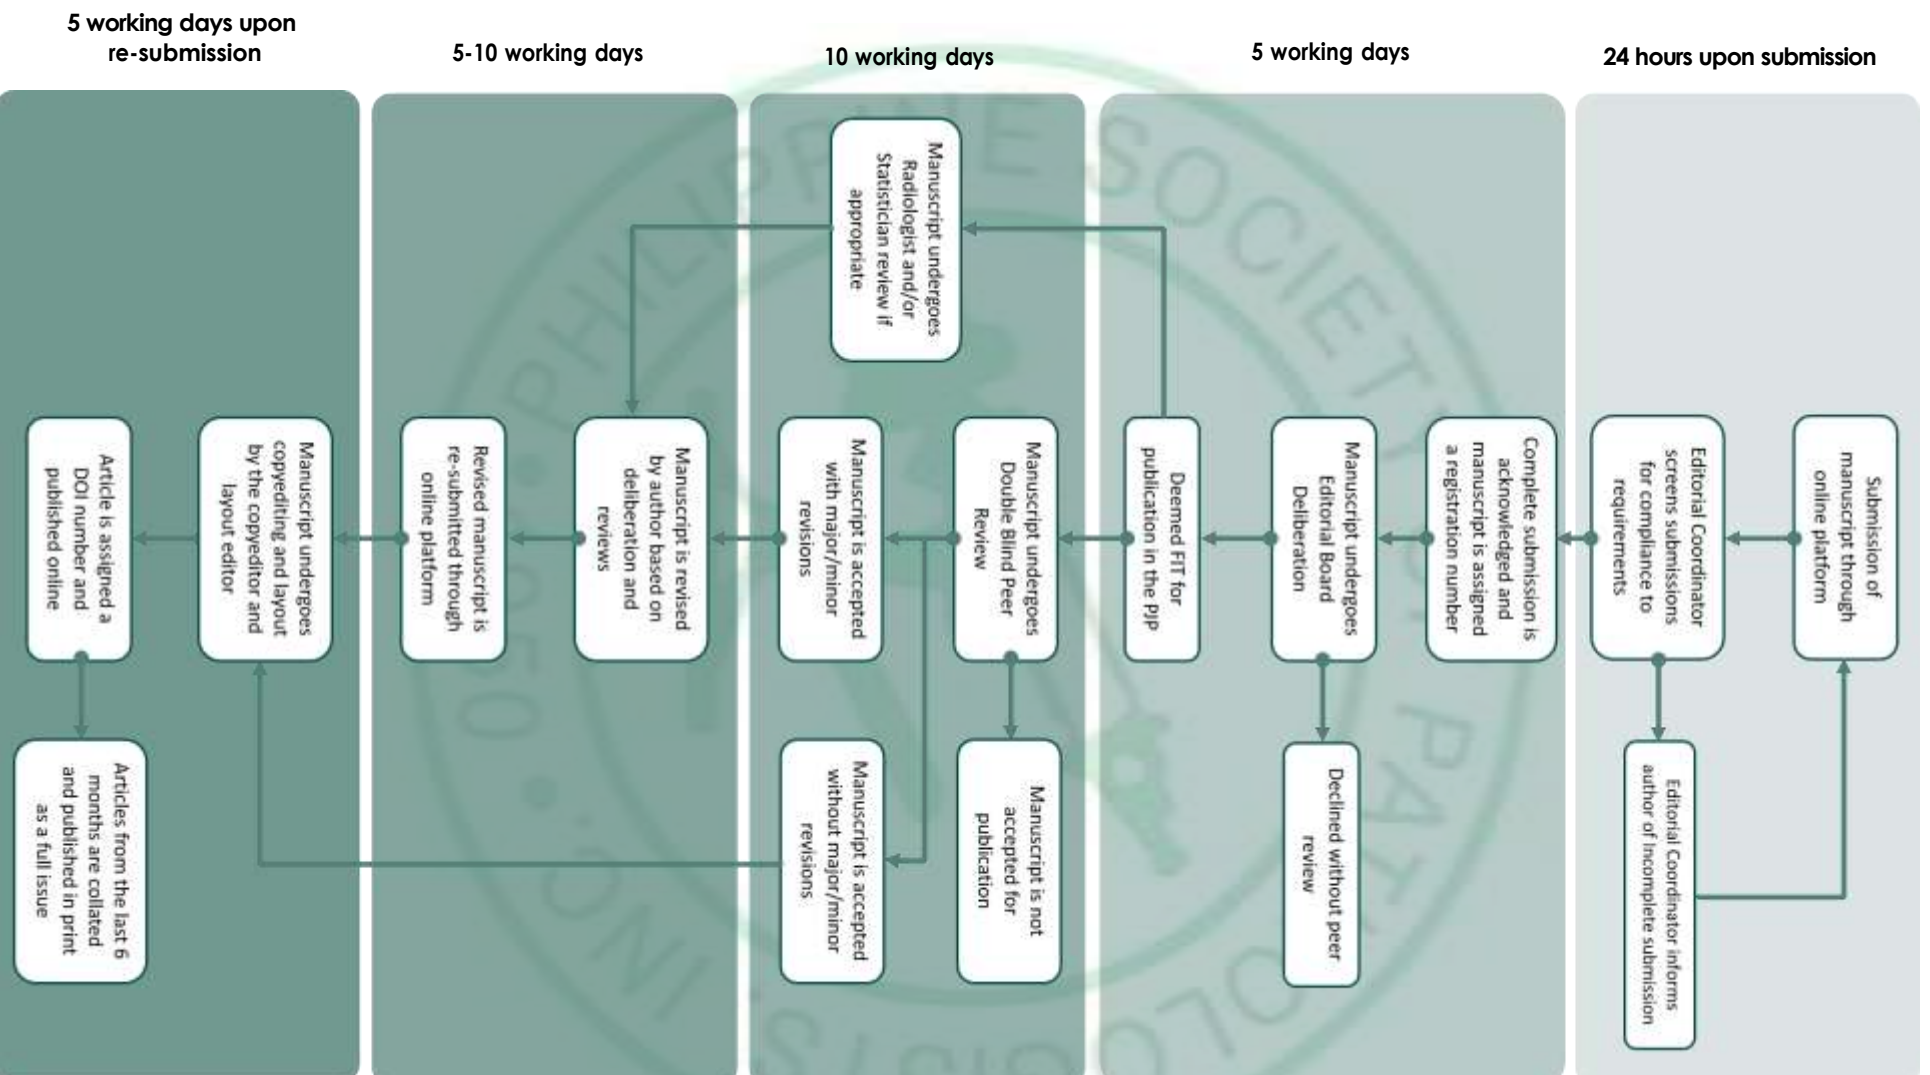 5 working days upon
re-submission
5-10 working days
10 working days
5 working days
24 hours upon submission
Submission of
manuscript through
online platform
Editorial Coordinator
screens submissions
for compliance to
requirements
Editorial Coordinator informs
author of incomplete submission
Complete submission is
acknowledged and
manuscript is assigned
a registration number
Manuscript undergoes
Editorial Board
Deliberation
Declined without peer
review
Deemed FIT for
publication in the PJP
Manuscript undergoes
Radiologist and/or
Statistician review if
appropriate
Manuscript undergoes
Double Blind Peer
Review
Manuscript is not
accepted for
publication
Manuscript is accepted
with major/minor
revisions
Manuscript is accepted
without major/minor
revisions
Manuscript is revised
by author based on
deliberation and
reviews
Revised manuscript is
re-submitted through
online platform
Manuscript undergoes
copyediting and layout
by the copyeditor and
layout editor
Article is assigned a
DOI number and
published online
Articles from the last 6
months are collated
and published in print
as a full issue
PHILIPPINE SOCIETY
INC.
1950